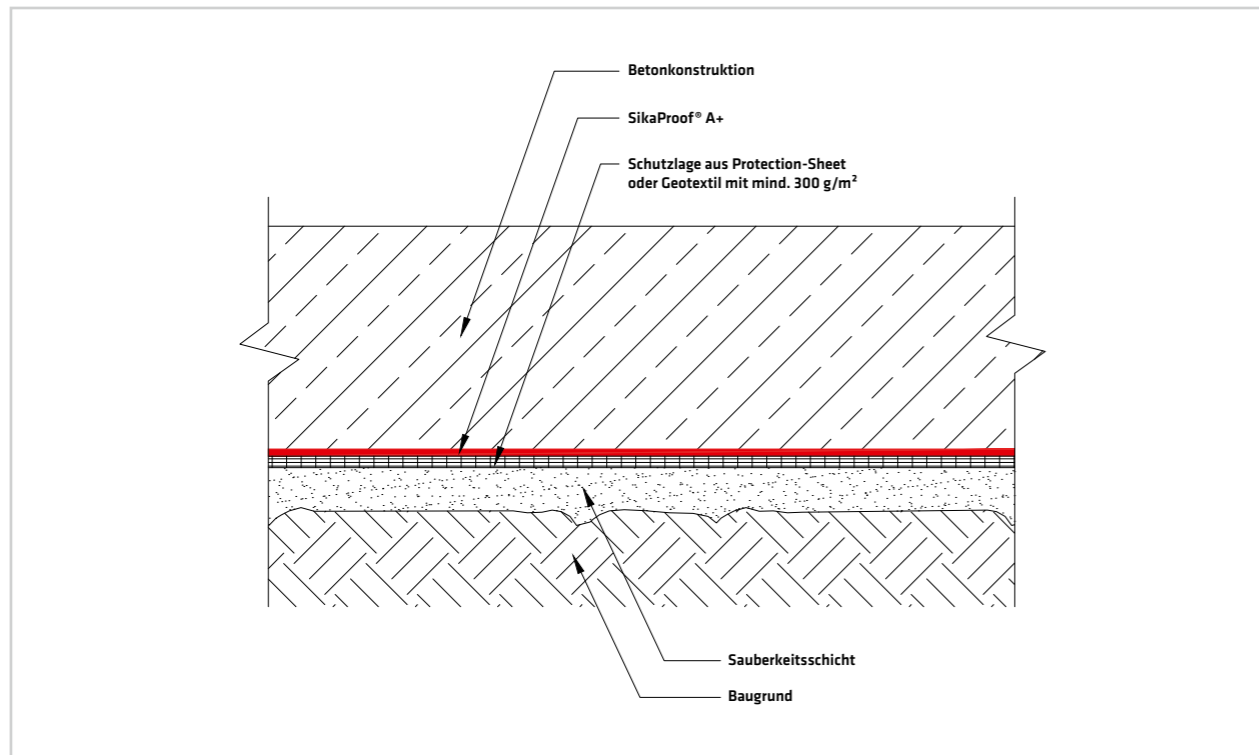 Betonkonstruktion
SikaProof® A+
Schutzlage aus Protection-Sheet
oder Geotextil mit mind. 300 g/m²
Sauberkeitsschicht
Baugrund